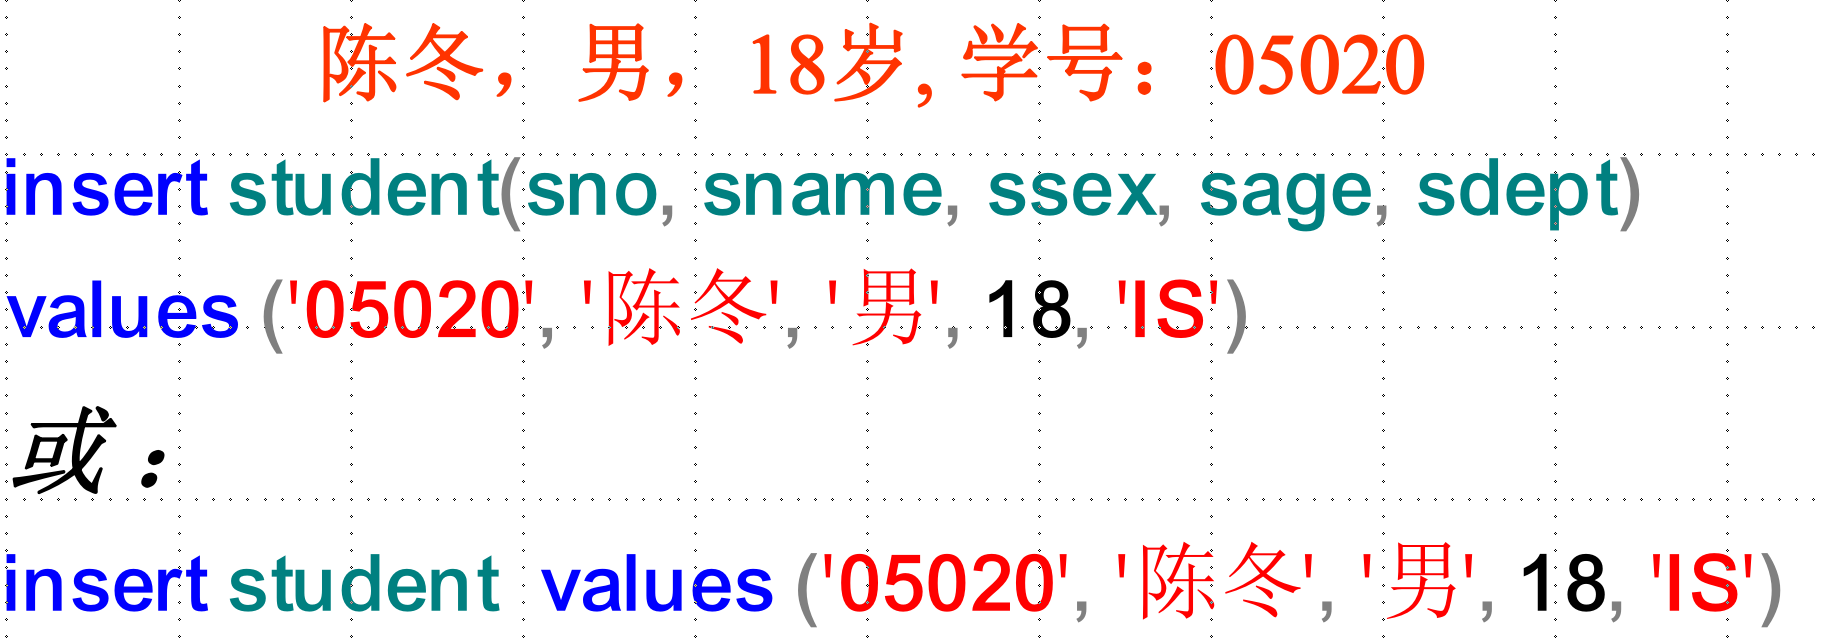 陈冬，男，18岁, 学号：05020
insert student(sno, sname, ssex, sage, sdept)
values ('05020', '陈冬', '男', 18, 'IS')
或：
insert student values ('05020', '陈冬', '男', 18, 'IS')